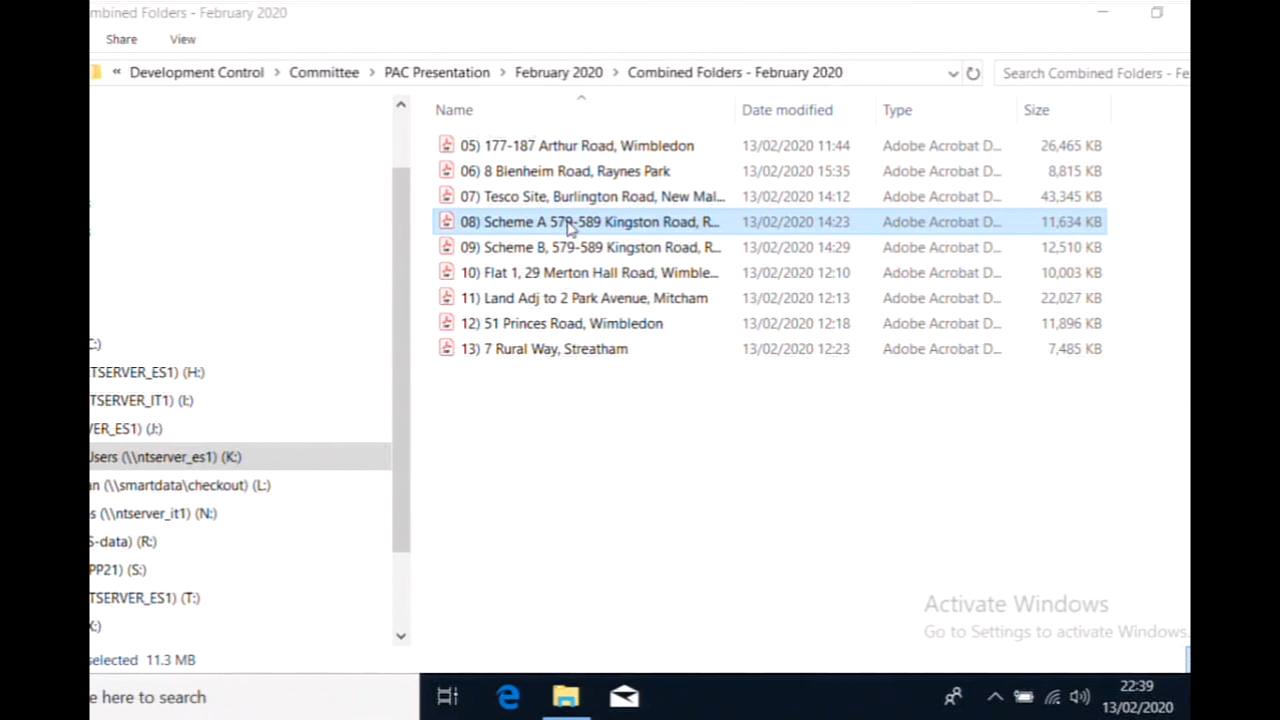 mbined Folders - February 2020
Share View
« Development Control > Committee > PAC Presentation > February 2020 > Combined Folders - February 2020 Search Combined Folders - Fe
Name Date modified Type Size
05) 177-187 Arthur Road, Wimbledon 13/02/2020 11:44 Adobe Acrobat D... 26,465 KB
06) 8 Blenheim Road, Raynes Park 13/02/2020 15:35 Adobe Acrobat D... 8,815 KB
07) Tesco Site, Burlington Road, New Mal... 13/02/2020 14:12 Adobe Acrobat D... 43,345 KB
08) Scheme A 579-589 Kingston Road, R... 13/02/2020 14:23 Adobe Acrobat D... 11,634 KB
09) Scheme B, 579-589 Kingston Road, R... 13/02/2020 14:29 Adobe Acrobat D... 12,510 KB
10) Flat 1, 29 Merton Hall Road, Wimble... 13/02/2020 12:10 Adobe Acrobat D... 10,003 KB
11) Land Adj to 2 Park Avenue, Mitcham 13/02/2020 12:13 Adobe Acrobat D... 22,027 KB
12) 51 Princes Road, Wimbledon 13/02/2020 12:18 Adobe Acrobat D... 11,896 KB
13) 7 Rural Way, Streatham 13/02/2020 12:23 Adobe Acrobat D... 7,485 KB
C:)
TSERVER_ES1) (H:)
TSERVER_IT1) (I:)
VER_ES1) (J:)
Users (\\ntserver_es1) (K:)
an (\\smartdata\checkout) (L:)
s (\\ntserver_it1) (N:)
S-data) (R:)
PP21) (S:)
TSERVER_ES1) (T:)
X:)
Activate Windows
Go to Settings to activate Windows.
selected 11.3 MB
e here to search
22:39
13/02/2020